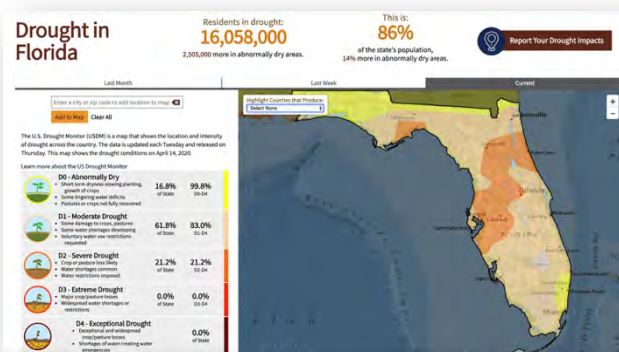 Drought in
Florida
Residents in drought:
16,058,000
2,505,000 more in abnormally dry areas.
This is:
86%
of the state's population,
14% more in abnormally dry areas.
Report Your Drought Impacts
Last Month
Last Week
Current
Enter a city or zip code to add location to map
Add to Map
Clear All
The U.S. Drought Monitor (USDM) is a map that shows the location and intensity
of drought across the country. The data is updated each Tuesday and released on
Thursday. This map shows the drought conditions on April 14, 2020.
Learn more about the US Drought Monitor
D0 - Abnormally Dry
• Short-term dryness slowing planting,
growth of crops
• Some lingering water deficits
• Pastures or crops not fully recovered
16.8%
of State
99.8%
D0-D4
D1 - Moderate Drought
• Some damage to crops, pastures
• Some water shortages developing
• Voluntary water-use restrictions
requested
61.8%
of State
83.0%
D1-D4
D2 - Severe Drought
• Crop or pasture loss likely
• Water shortages common
• Water restrictions imposed
21.2%
of State
21.2%
D2-D4
D3 - Extreme Drought
• Major crop/pasture losses
• Widespread water shortages or
restrictions
0.0%
of State
0.0%
D3-D4
D4 - Exceptional Drought
• Exceptional and widespread
crop/pasture losses
• Shortages of water creating water
emergencies
0.0%
of State
Highlight Counties that Produce:
Select None
+
−
Orlando
Miami